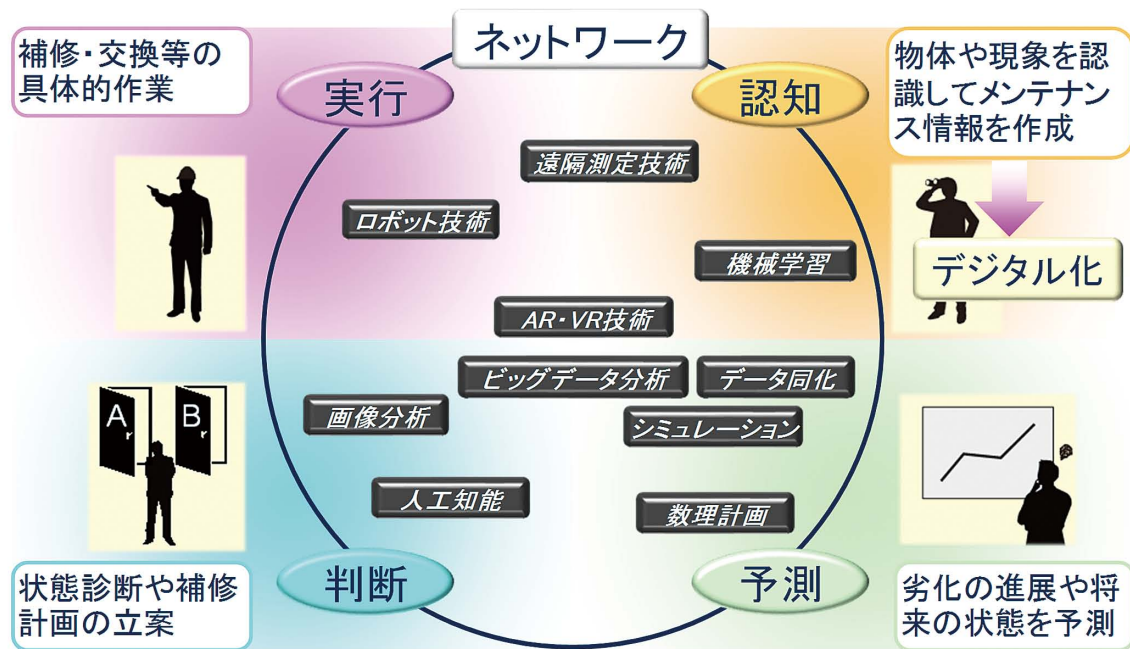 ネットワーク
補修・交換等の
具体的作業
実行
認知
物体や現象を認
識してメンテナン
ス情報を作成
遠隔測定技術
ロボット技術
機械学習
デジタル化
AR・VR技術
ビッグデータ分析
データ同化
画像分析
シミュレーション
人工知能
数理計画
A
B
判断
予測
状態診断や補修
計画の立案
劣化の進展や将
来の状態を予測